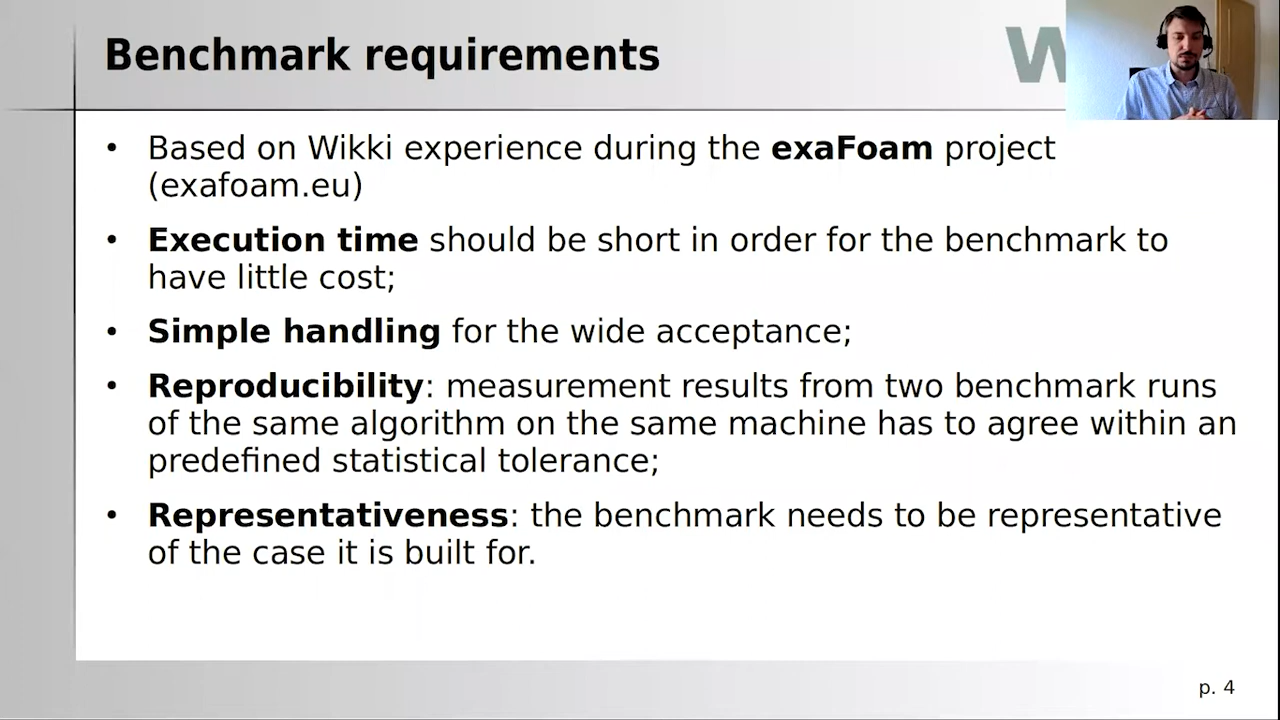 Benchmark requirements
W
• Based on Wikki experience during the exaFoam project
(exafoam.eu)
• Execution time should be short in order for the benchmark to
have little cost;
• Simple handling for the wide acceptance;
• Reproducibility: measurement results from two benchmark runs
of the same algorithm on the same machine has to agree within an
predefined statistical tolerance;
• Representativeness: the benchmark needs to be representative
of the case it is built for.
p. 4